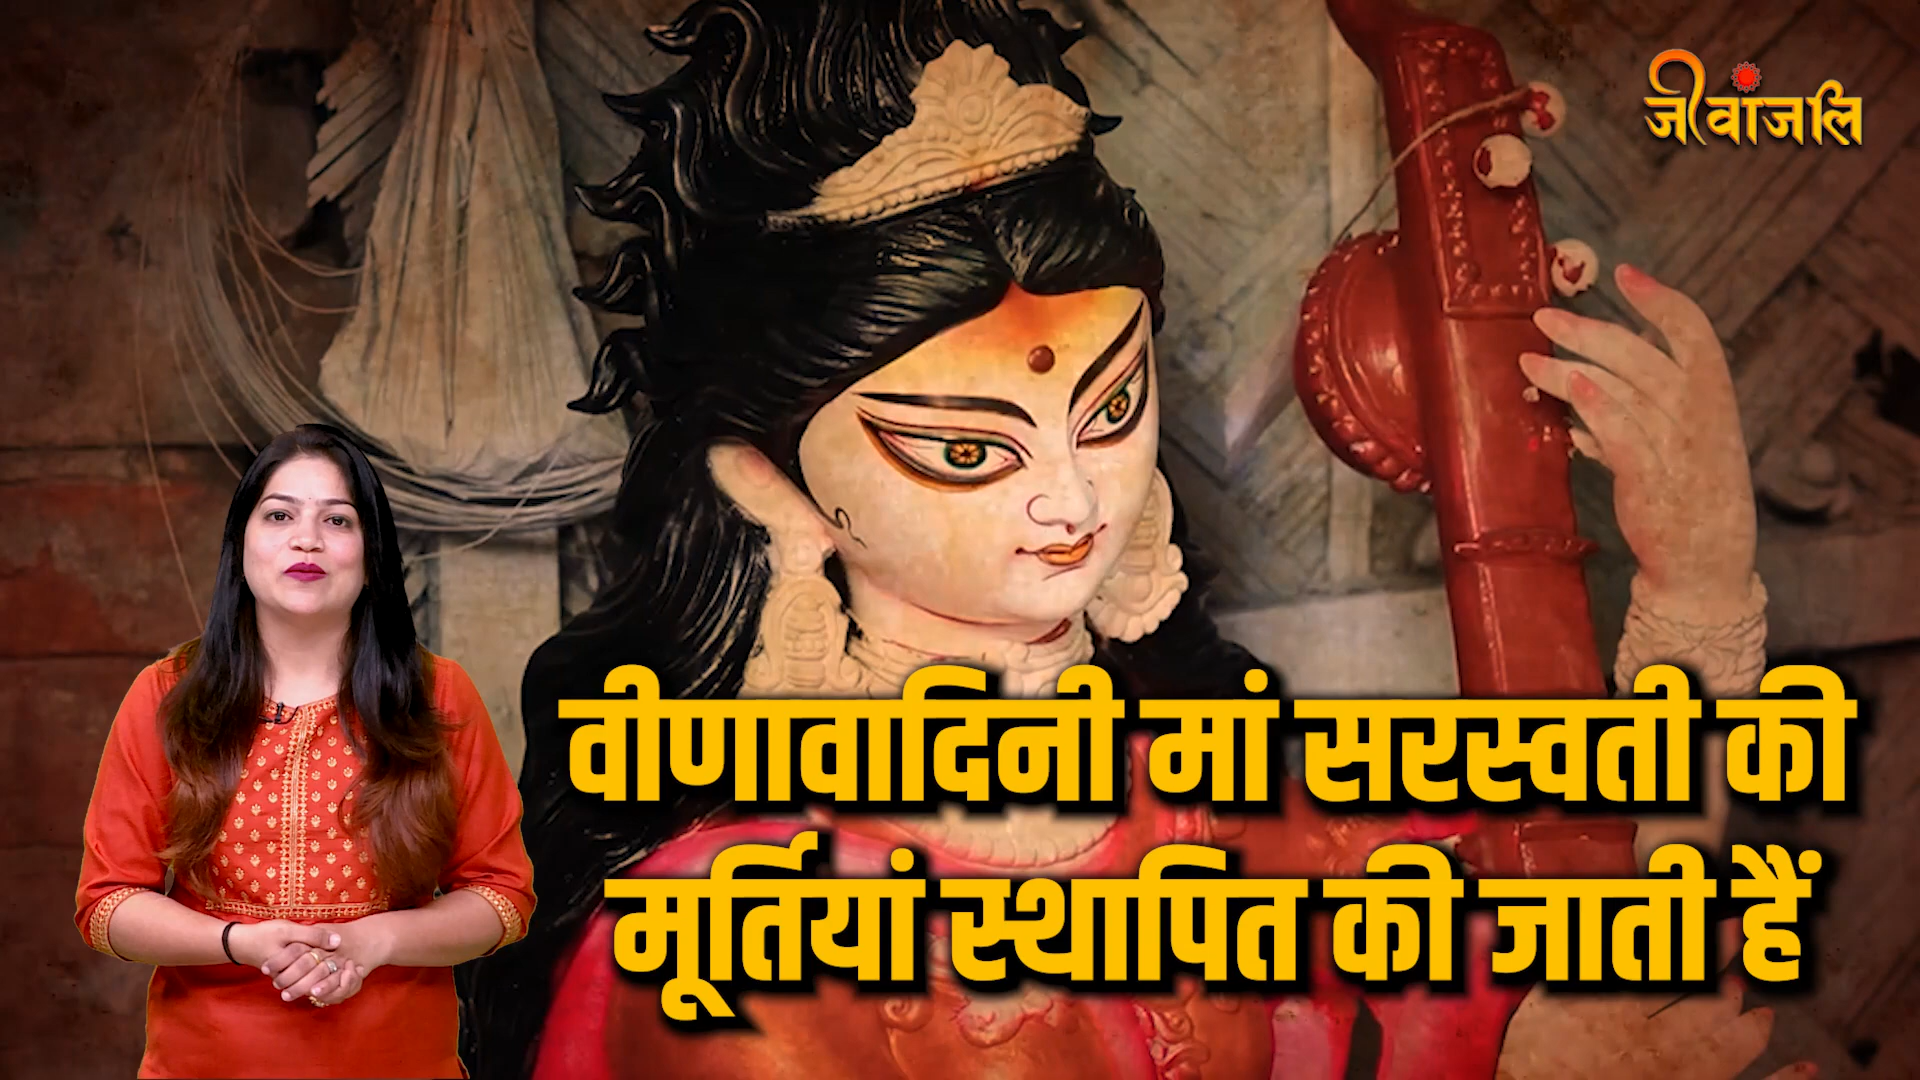 जीवांजलि
वीणावादिनी मां सरस्वती की
मूर्तियां स्थापित की जाती हैं